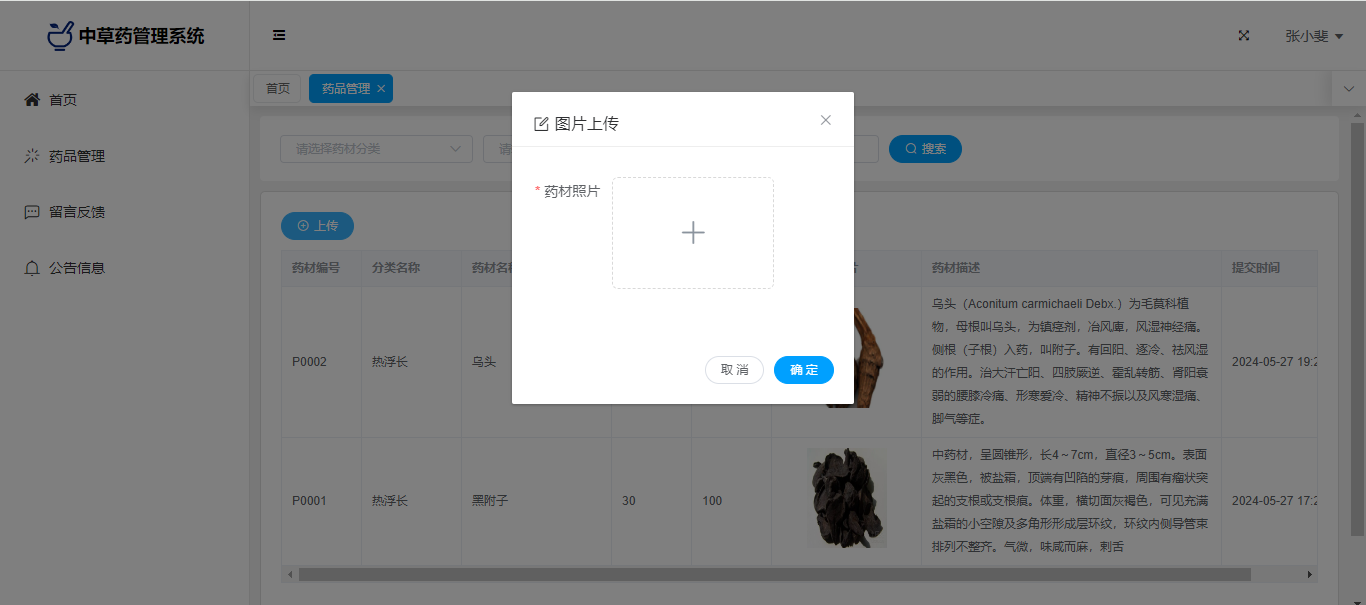 中草药管理系统
张小斐
首页
药品管理
留言反馈
公告信息
首页
药品管理
图片上传
请选择药材分类
请
搜索
* 药材照片
上传
取 消
确 定
药材编号
分类名称
药材名称
药材描述
提交时间
P0002
热浮长
乌头
乌头（Aconitum carmichaeli Debx.）为毛茛科植
物，母根叫乌头，为镇痉剂，治风庳，风湿神经痛。
侧根（子根）入药，叫附子。有回阳、逐冷、祛风湿
的作用。治大汗亡阳、四肢厥逆、霍乱转筋、肾阳衰
弱的腰膝冷痛、形寒爱冷、精神不振以及风寒湿痛、
脚气等症。
2024-05-27 19:2
P0001
热浮长
黑附子
30
100
中药材，呈圆锥形，长4～7cm，直径3～5cm。表面
灰黑色，被盐霜，顶端有凹陷的芽痕，周围有瘤状突
起的支根或支根痕。体重，横切面灰褐色，可见充满
盐霜的小空隙及多角形形成层环纹，环纹内侧导管束
排列不整齐。气微，味咸而麻，刺舌
2024-05-27 17:2